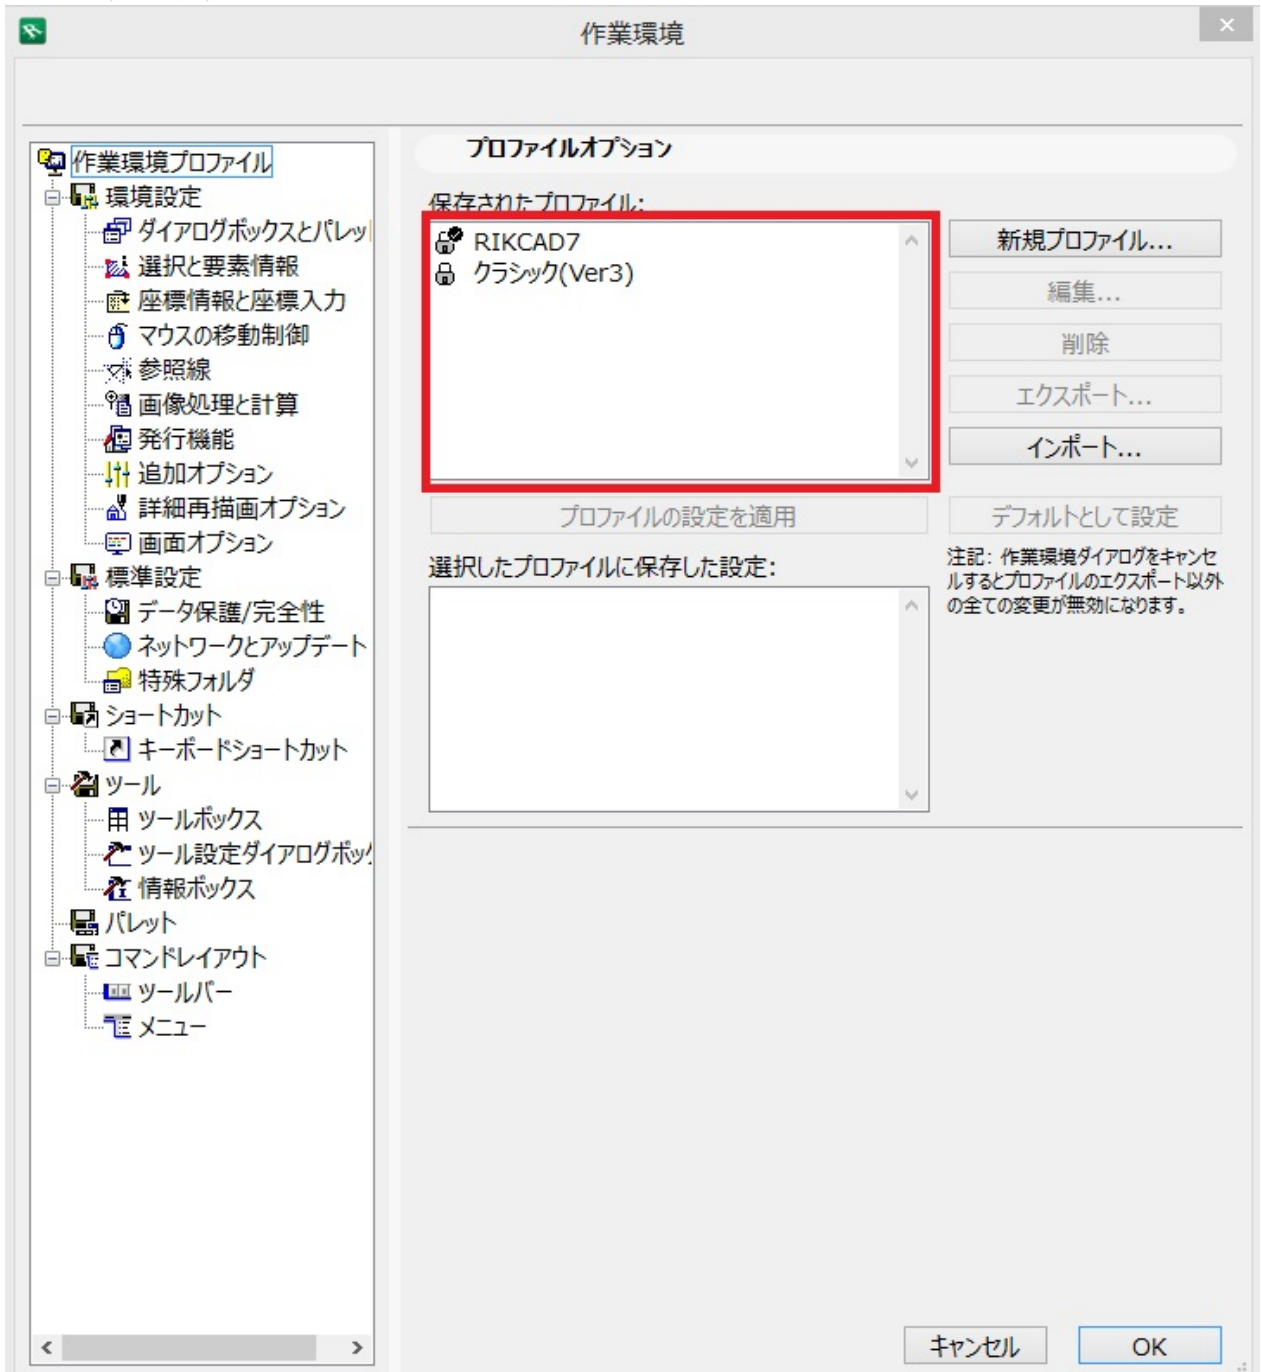 作業環境
作業環境プロファイル
環境設定
ダイアログボックスとパレッ
選択と要素情報
座標情報と座標入力
マウスの移動制御
参照線
画像処理と計算
発行機能
追加オプション
詳細再描画オプション
画面オプション
標準設定
データ保護/完全性
ネットワークとアップデート
特殊フォルダ
ショートカット
キーボードショートカット
ツール
ツールボックス
ツール設定ダイアログボッ
情報ボックス
パレット
コマンドレイアウト
ツールバー
メニュー
プロファイルオプション
保存されたプロファイル:
RIKCAD7
クラシック(Ver3)
新規プロファイル...
編集...
削除
エクスポート...
インポート...
プロファイルの設定を適用
デフォルトとして設定
選択したプロファイルに保存した設定:
注記: 作業環境ダイアログをキャンセ
ルするとプロファイルのエクスポート以外
の全ての変更が無効になります。
キャンセル
OK